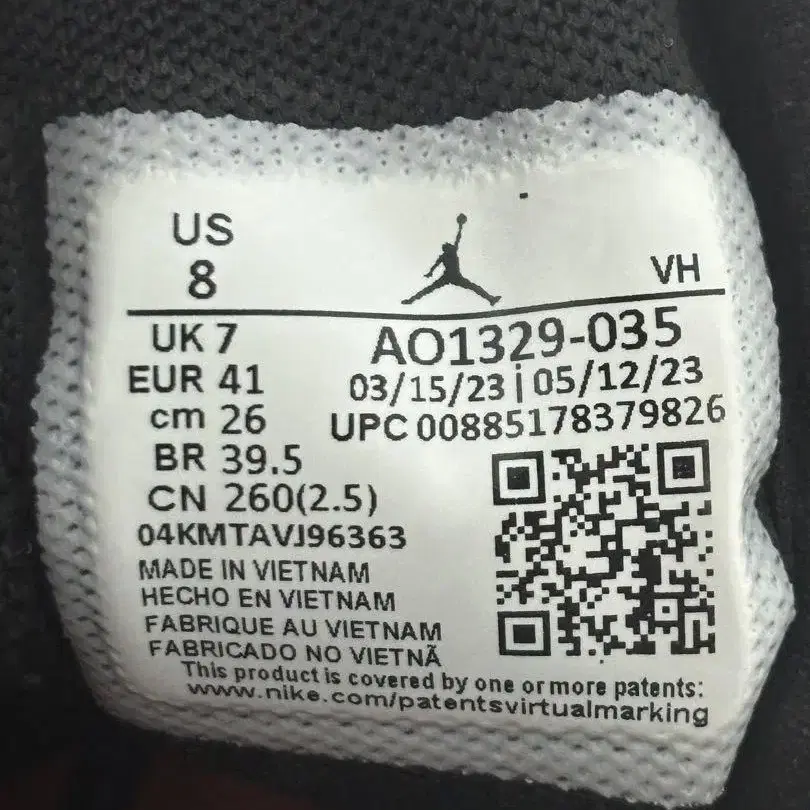 US
8
VH
UK 7
AO1329-035
EUR 41
03/15/23 | 05/12/23
cm 26
UPC 00885178379826
BR 39.5
CN 260(2.5)
04KMTAVJ96363
MADE IN VIETNAM
HECHO EN VIETNAM
FABRIQUE AU VIETNAM
FABRICADO NO VIETNÃ
This product is covered by one or more patents:
www.nike.com/patentsvirtualmarking